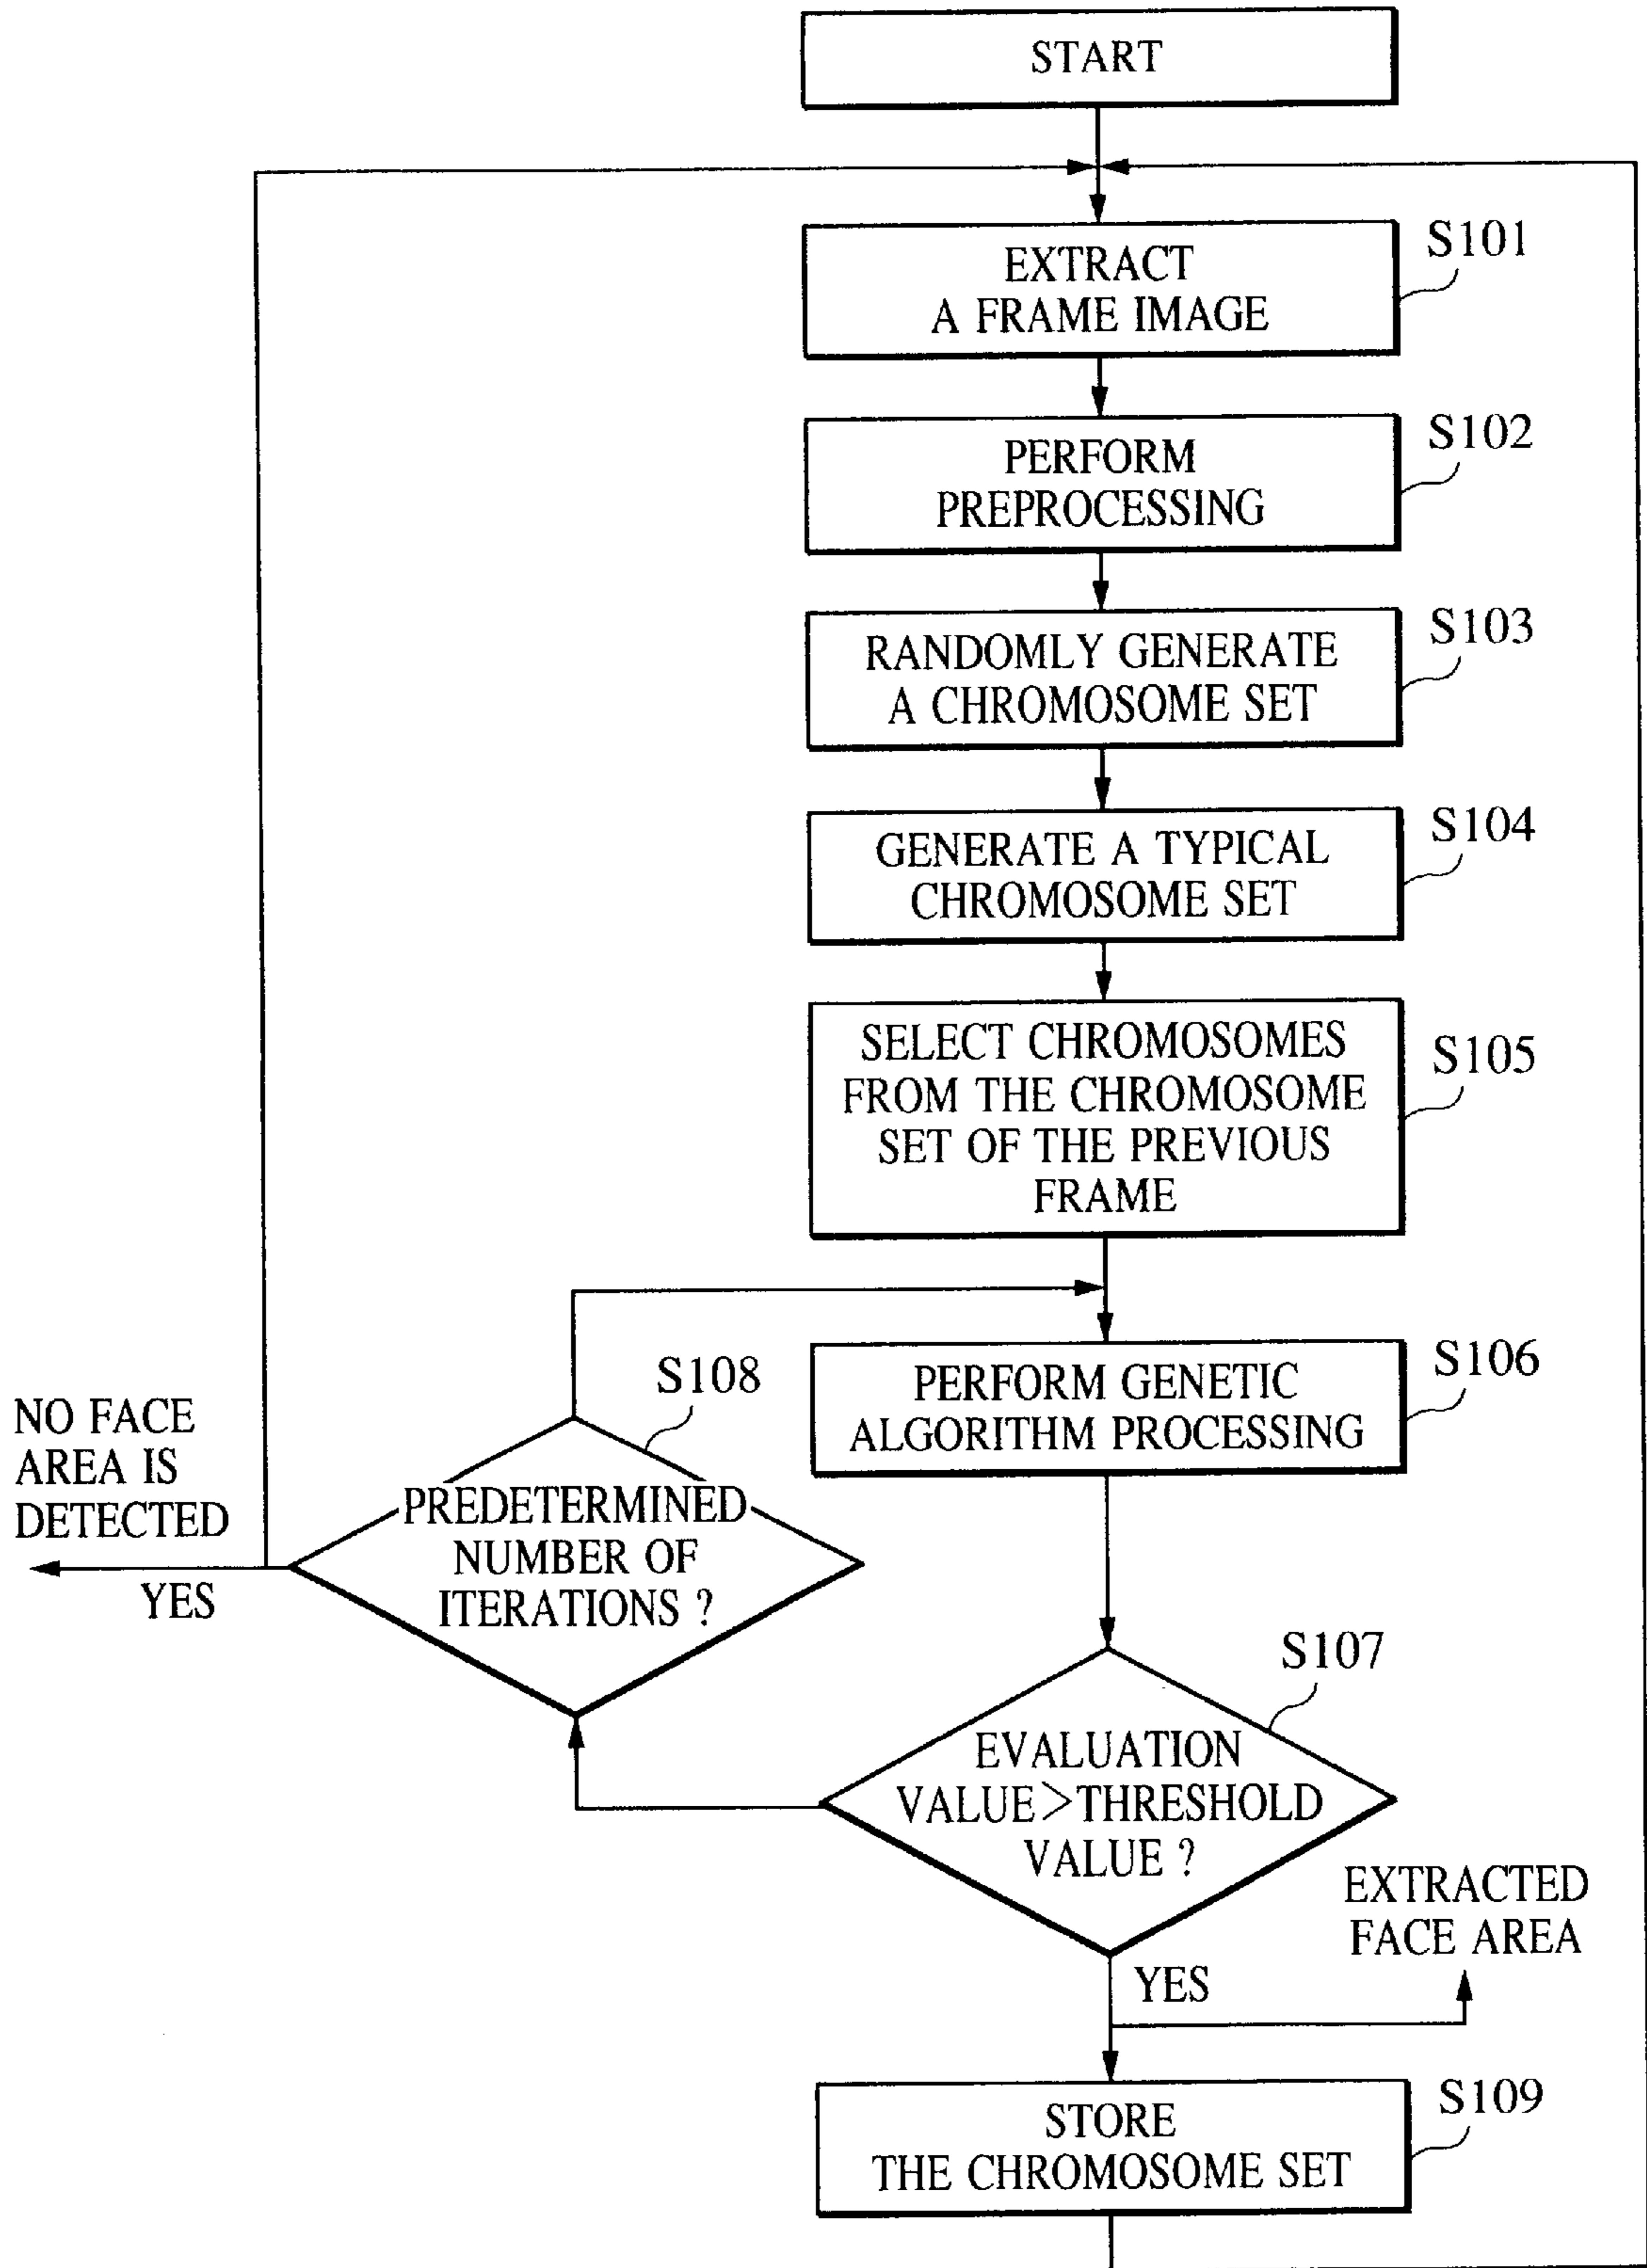 START
S101
EXTRACT
A FRAME IMAGE
S102
PERFORM
PREPROCESSING
S103
RANDOMLY GENERATE
A CHROMOSOME SET
S104
GENERATE A TYPICAL
CHROMOSOME SET
S105
SELECT CHROMOSOMES
FROM THE CHROMOSOME
SET OF THE PREVIOUS
FRAME
S106
PERFORM GENETIC
ALGORITHM PROCESSING
S108
PREDETERMINED
NUMBER OF
ITERATIONS ?
NO FACE
AREA IS
DETECTED
YES
S107
EVALUATION
VALUE>THRESHOLD
VALUE ?
YES
EXTRACTED
FACE AREA
S109
STORE
THE CHROMOSOME SET